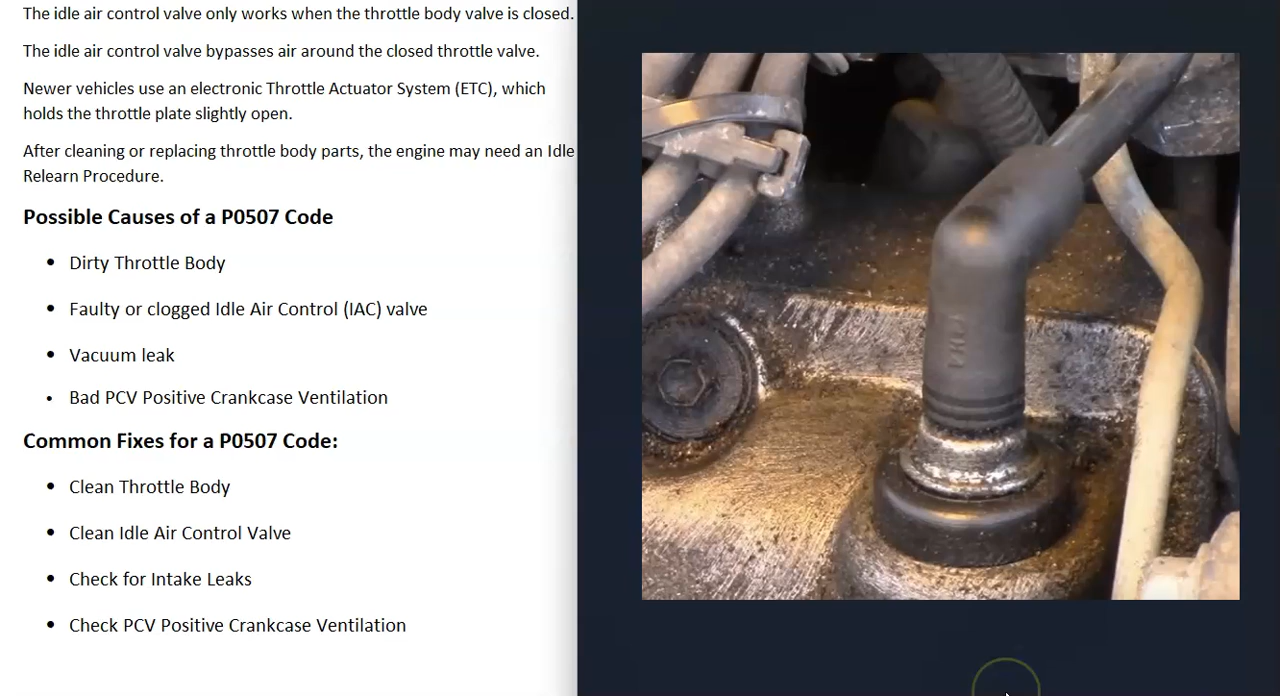 The idle air control valve only works when the throttle body valve is closed.
The idle air control valve bypasses air around the closed throttle valve.
Newer vehicles use an electronic Throttle Actuator System (ETC), which
holds the throttle plate slightly open.
After cleaning or replacing throttle body parts, the engine may need an Idle
Relearn Procedure.
Possible Causes of a P0507 Code
• Dirty Throttle Body
• Faulty or clogged Idle Air Control (IAC) valve
• Vacuum leak
• Bad PCV Positive Crankcase Ventilation
Common Fixes for a P0507 Code:
• Clean Throttle Body
• Clean Idle Air Control Valve
• Check for Intake Leaks
• Check PCV Positive Crankcase Ventilation